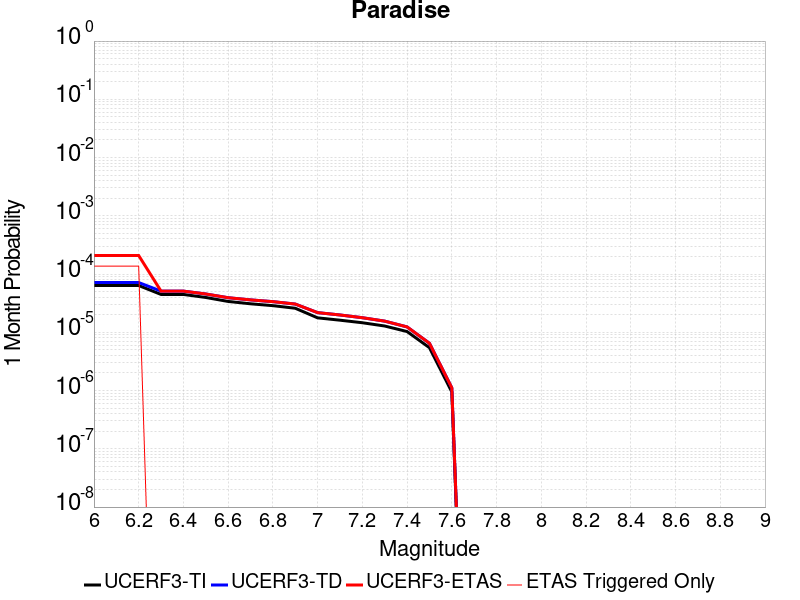 Paradise
10^0
10^-1
10^-2
10^-3
10^-4
10^-5
10^-6
10^-7
10^-8
1 Month Probability
6 6.2 6.4 6.6 6.8 7 7.2 7.4 7.6 7.8 8 8.2 8.4 8.6 8.8 9
Magnitude
UCERF3-TI UCERF3-TD UCERF3-ETAS ETAS Triggered Only